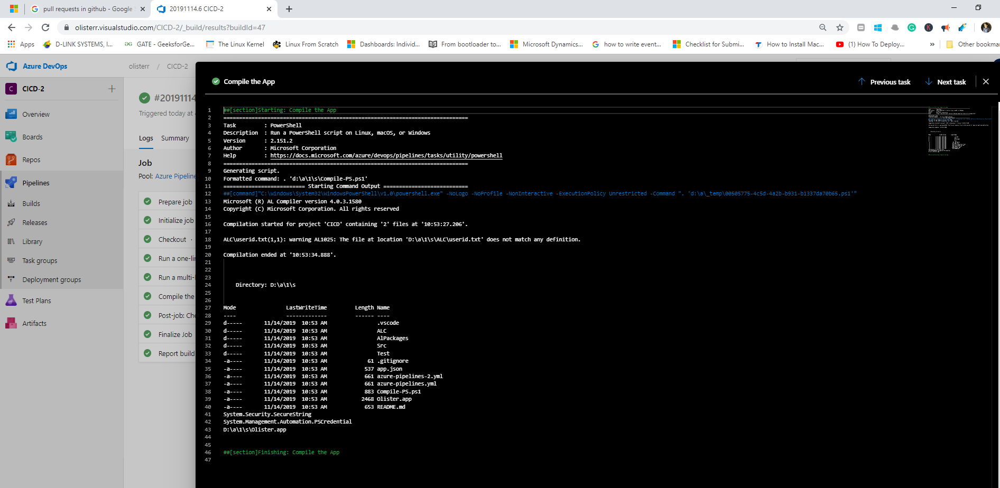 pull requests in github - Google
20191114.6 CICD-2
olisterr.visualstudio.com/CICD-2/_build/results?buildId=47
Apps
D-LINK SYSTEMS, I...
GATE - GeeksforGe...
The Linux Kernel
Linux From Scratch
Dashboards: Individ...
From bootloader to...
Microsoft Dynamics...
how to write event...
Checklist for Submi...
How to Install Mac...
(1) How To Deploy...
»
Other bookma
Azure DevOps
olisterr / CICD-2
C CICD-2
Overview
Boards
Repos
Pipelines
Builds
Releases
Library
Task groups
Deployment groups
Test Plans
Artifacts
#20191114
Triggered today at
Logs Summary
Job
Pool: Azure Pipeline
Prepare job
Initialize job
Checkout ·
Run a one-li
Run a multi-
Compile the
Post-job: Che
Finalize Job
Report build
Compile the App
Previous task
Next task
1 ##[section]Starting: Compile the App
2 ==============================================================================
3 Task         : PowerShell
4 Description  : Run a PowerShell script on Linux, macOS, or Windows
5 Version      : 2.151.2
6 Author       : Microsoft Corporation
7 Help         : https://docs.microsoft.com/azure/devops/pipelines/tasks/utility/powershell
8 ==============================================================================
9 Generating script.
10 Formatted command: . 'd:\a\1\s\Compile-PS.ps1'
11 ========================== Starting Command Output ===========================
12 ##[command]"C:\windows\System32\WindowsPowerShell\v1.0\powershell.exe" -NoLogo -NoProfile -NonInteractive -ExecutionPolicy Unrestricted -Command ". 'd:\a\_temp\00505775-4c5d-4a2b-b931-b1337da70b65.ps1'"
13 Microsoft (R) AL Compiler version 4.0.3.1580
14 Copyright (C) Microsoft Corporation. All rights reserved
15
16 Compilation started for project 'CICD' containing '2' files at '10:53:27.206'.
17
18 ALC\userid.txt(1,1): warning AL1025: The file at location 'D:\a\1\s\ALC\userid.txt' does not match any definition.
19
20 Compilation ended at '10:53:34.888'.
21
22
23
24     Directory: D:\a\1\s
25
26
27 Mode                LastWriteTime         Length Name
28 ----                -------------         ------ ----
29 d-----       11/14/2019  10:53 AM                .vscode
30 d-----       11/14/2019  10:53 AM                ALC
31 d-----       11/14/2019  10:53 AM                AlPackages
32 d-----       11/14/2019  10:53 AM                Src
33 d-----       11/14/2019  10:53 AM                Test
34 -a----       11/14/2019  10:53 AM             61 .gitignore
35 -a----       11/14/2019  10:53 AM            537 app.json
36 -a----       11/14/2019  10:53 AM            661 azure-pipelines-2.yml
37 -a----       11/14/2019  10:53 AM            661 azure-pipelines.yml
38 -a----       11/14/2019  10:53 AM            883 Compile-PS.ps1
39 -a----       11/14/2019  10:53 AM           2468 Olister.app
40 -a----       11/14/2019  10:53 AM            653 README.md
41 System.Security.SecureString
42 System.Management.Automation.PSCredential
43 D:\a\1\s\Olister.app
44
45
46 ##[section]Finishing: Compile the App
47